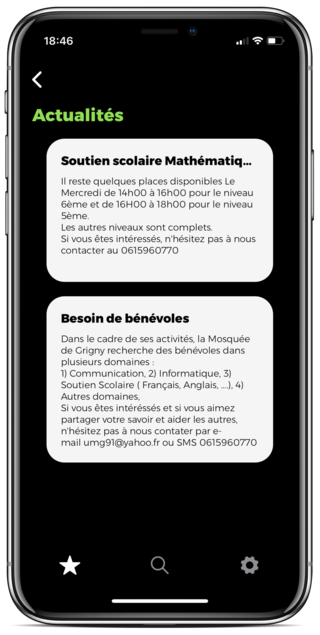 18:46
Actualités
Soutien scolaire Mathématiq...
Il reste quelques places disponibles Le
Mercredi de 14h00 à 16h00 pour le niveau
6ème et de 16H00 à 18h00 pour le niveau
5ème.
Les autres niveaux sont complets.
Si vous êtes intéressés, n'hésitez pas à nous
contacter au 0615960770
Besoin de bénévoles
Dans le cadre de ses activités, la Mosquée
de Grigny recherche des bénévoles dans
plusieurs domaines :
1) Communication, 2) Informatique, 3)
Soutien Scolaire ( Français, Anglais, ....), 4)
Autres domaines,
Si vous êtes intéréssés et si vous aimez
partager votre savoir et aider les autres,
n'hésitez pas à nous contater par e-
mail umg91@yahoo.fr ou SMS 0615960770